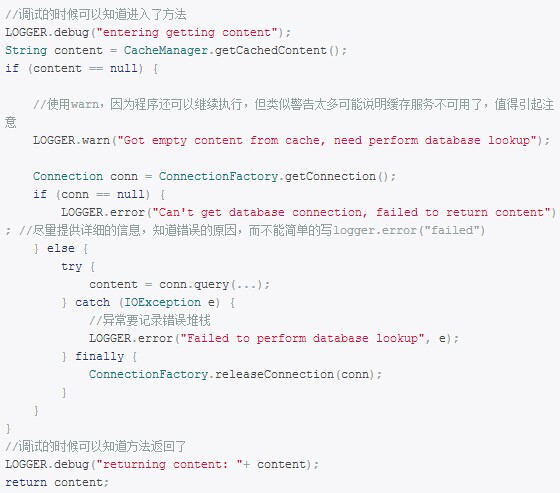 //调试的时候可以知道进入了方法
LOGGER.debug("entering getting content");
String content = CacheManager.getCachedContent();
if (content == null) {
//使用warn，因为程序还可以继续执行，但类似警告太多可能说明缓存服务不可用了，值得引起注
意
LOGGER.warn("Got empty content from cache, need perform database lookup");
Connection conn = ConnectionFactory.getConnection();
if (conn == null) {
LOGGER.error("Can't get database connection, failed to return content")
; //尽量提供详细的信息，知道错误的原因，而不能简单的写logger.error("failed")
} else {
try {
content = conn.query(...);
} catch (IOException e) {
//异常要记录错误堆栈
LOGGER.error("Failed to perform database lookup", e);
} finally {
ConnectionFactory.releaseConnection(conn);
}
}
}
//调试的时候可以知道方法返回了
LOGGER.debug("returning content: "+ content);
return content;